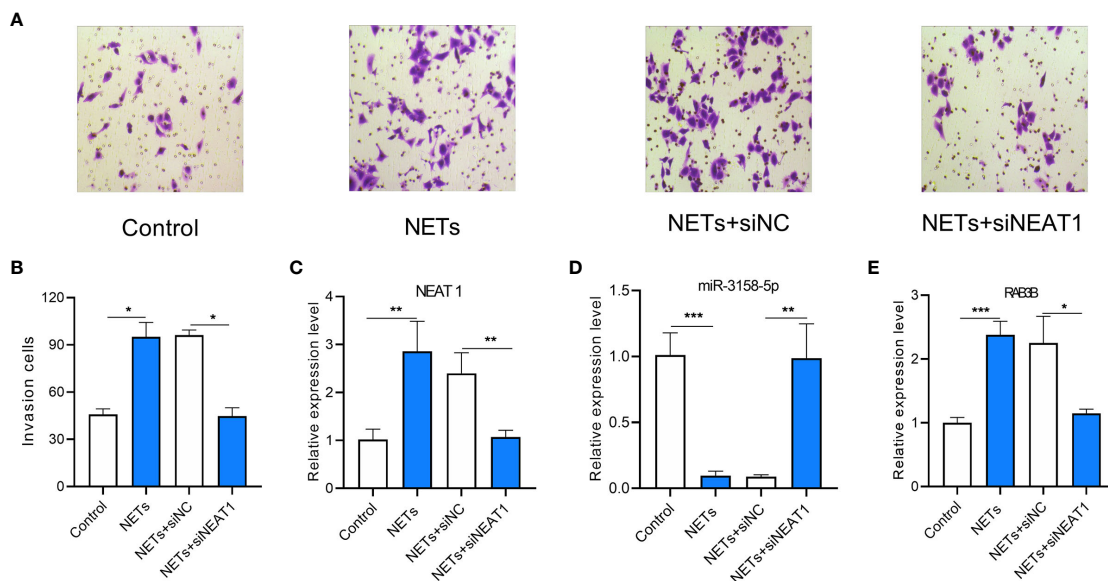 A
Control
NETs
NETs+siNC
NETs+siNEAT1
B
Invasion cells
120
90
60
30
0
*
*
Control
NETs
NETs+siNC
NETs+siNEAT1
C
NEAT 1
Relative expression level
4
3
2
1
0
**
**
Control
NETs
NETs+siNC
NETs+siNEAT1
D
miR-3158-5p
Relative expression level
1.5
1.0
0.5
0.0
***
**
Control
NETs
NETs+siNC
NETs+siNEAT1
E
RAB3B
Relative expression level
3
2
1
0
***
*
Control
NETs
NETs+siNC
NETs+siNEAT1